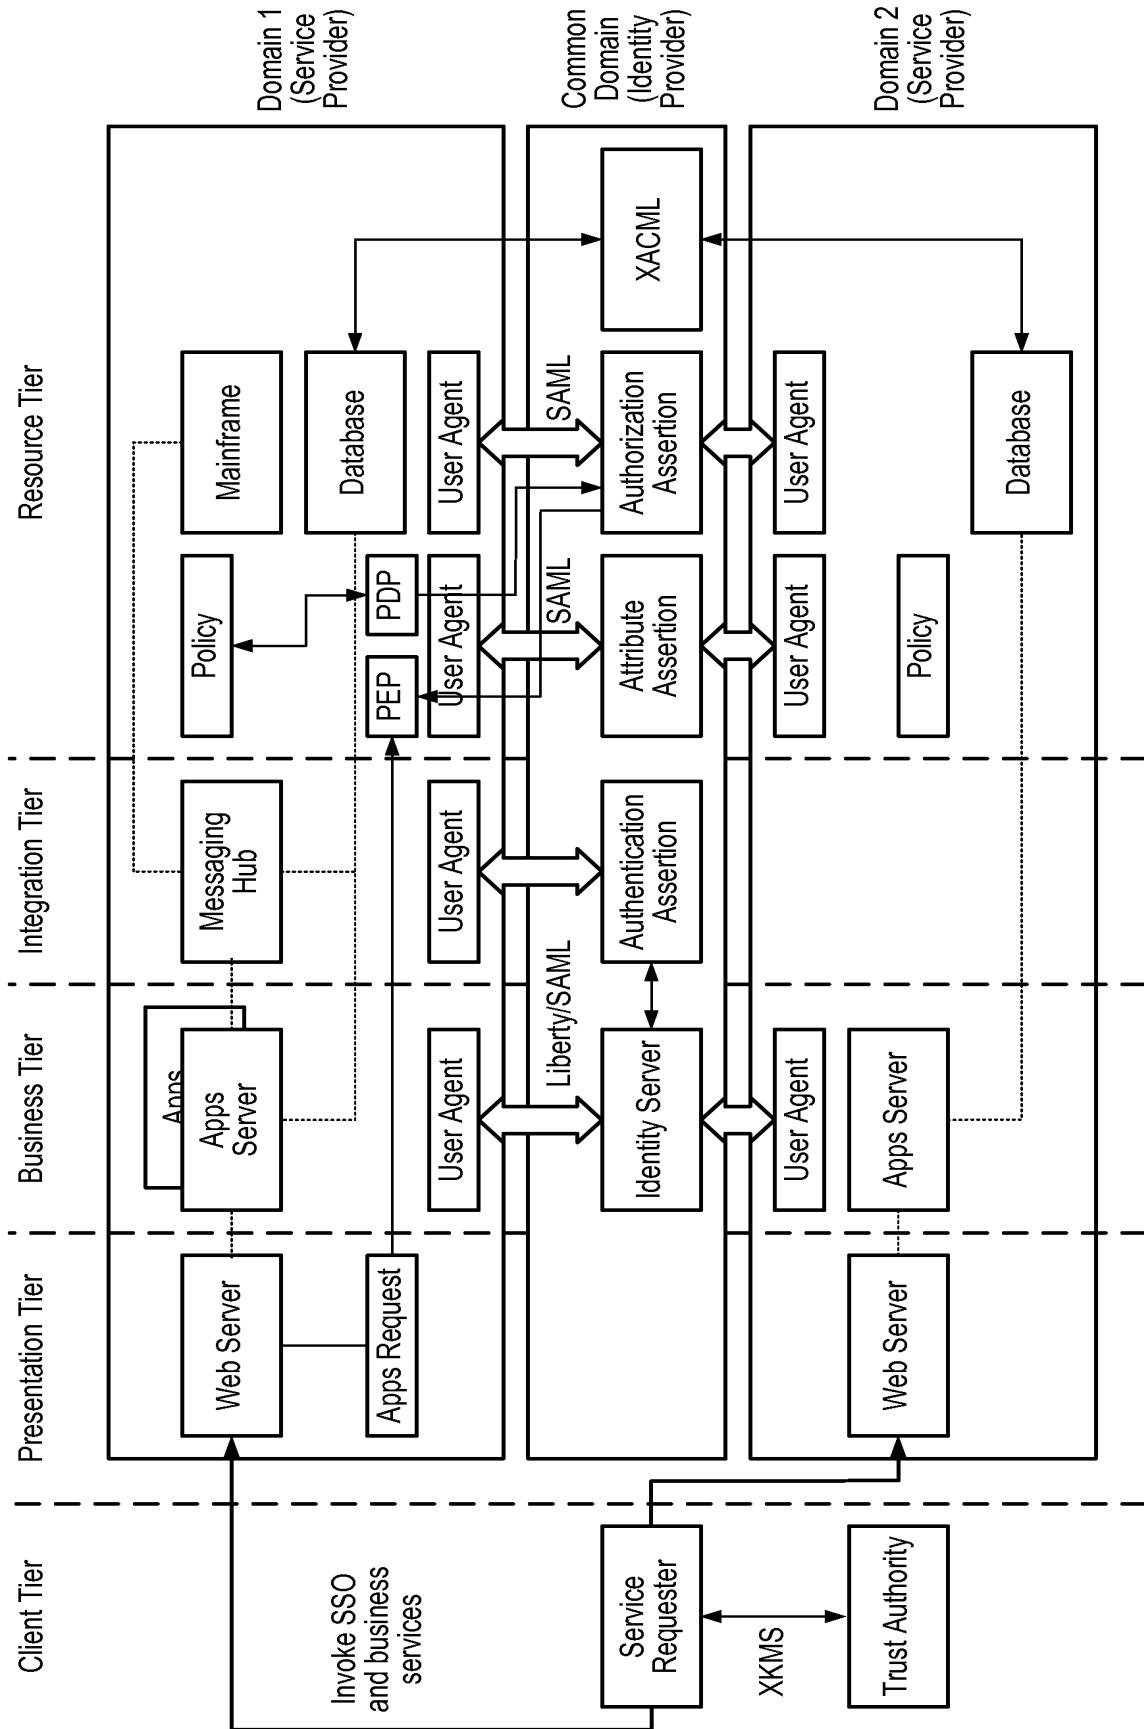 Client Tier
Presentation Tier
Business Tier
Integration Tier
Resource Tier
Domain 1
(Service
Provider)
Invoke SSO
and business
services
Web Server
Apps Request
Apps
Apps
Server
Messaging
Hub
Policy
Mainframe
Database
PEP
PDP
User Agent
User Agent
User Agent
User Agent
Liberty/SAML
SAML
SAML
Common
Domain
(Identity
Provider)
Service
Requester
Identity Server
Authentication
Assertion
Attribute
Assertion
Authorization
Assertion
XACML
XKMS
Domain 2
(Service
Provider)
User Agent
User Agent
User Agent
Trust Authority
Web Server
Apps Server
Policy
Database